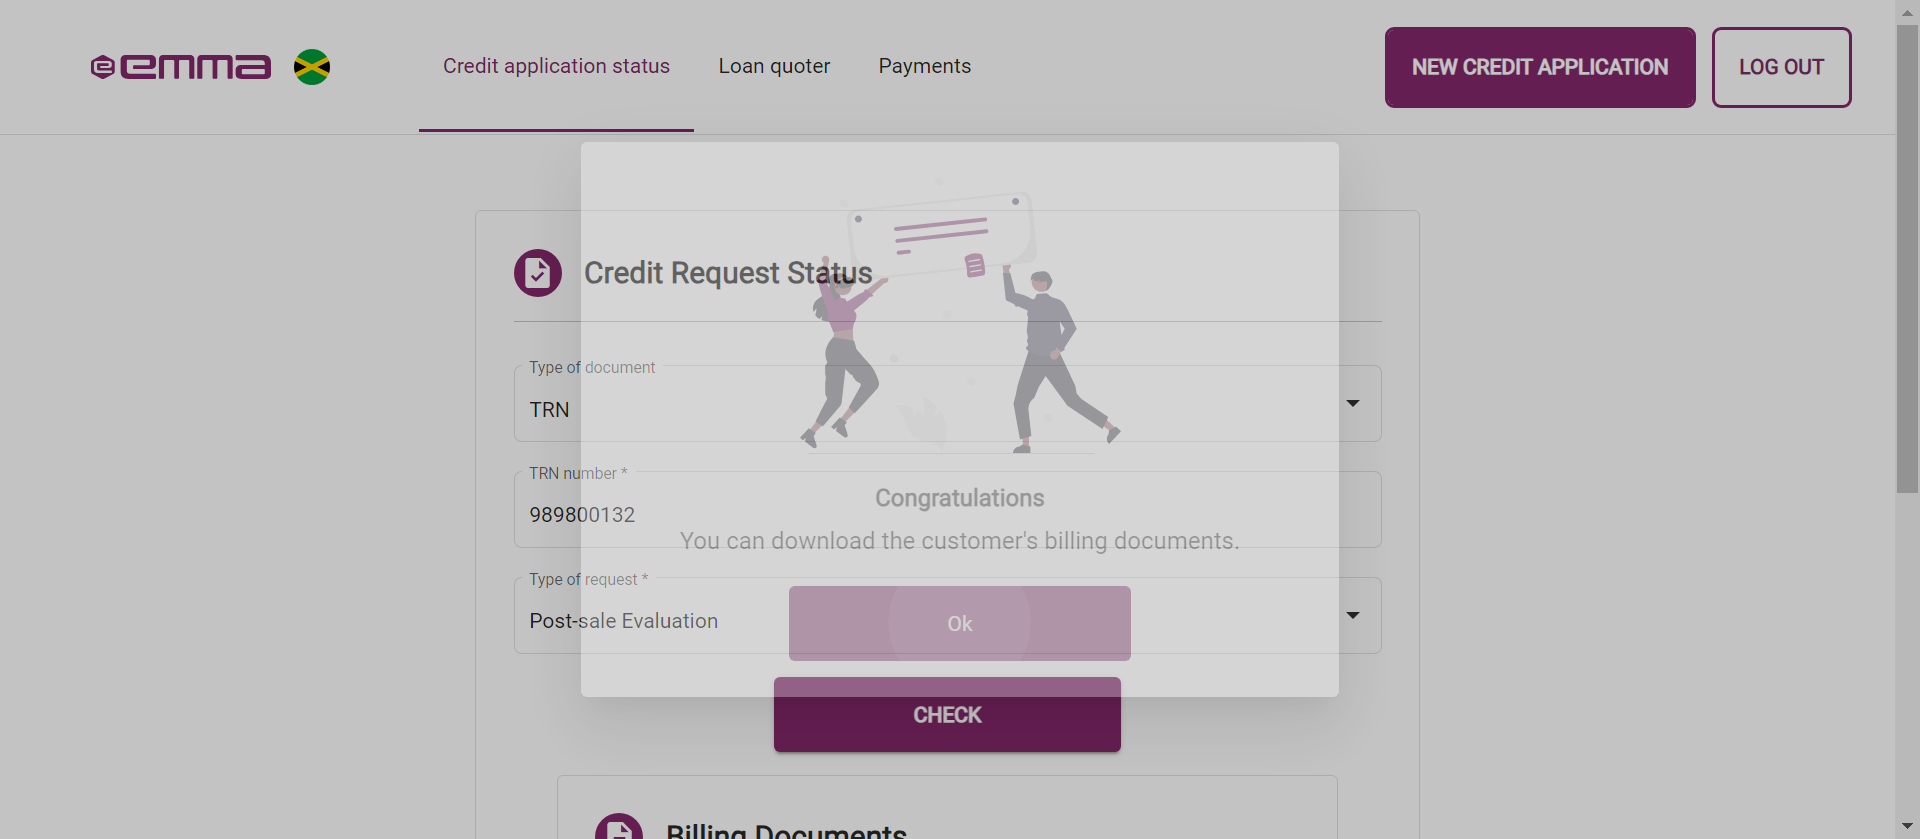 emma
Credit application status
Loan quoter
Payments
NEW CREDIT APPLICATION
LOG OUT
Credit Request Status
Type of document
TRN
TRN number *
989800132
Congratulations
You can download the customer's billing documents.
Type of request *
Post-sale Evaluation
Ok
CHECK
Billing Documents